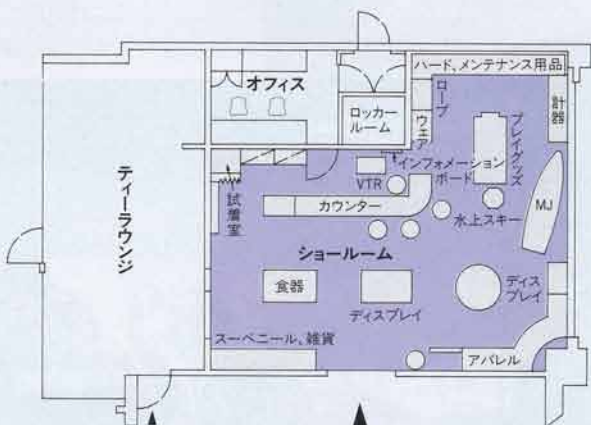 ハード、メンテナンス用品
オフィス
ロッカー
ルーム
ロープ
ウェア
プレイグッズ
計器
インフォメーション
ボード
VTR
試着室
カウンター
水上スキー
MJ
ティーラウンジ
ショールーム
食器
ディスプレイ
ディス
プレイ
スーベニール、雑貨
アパレル